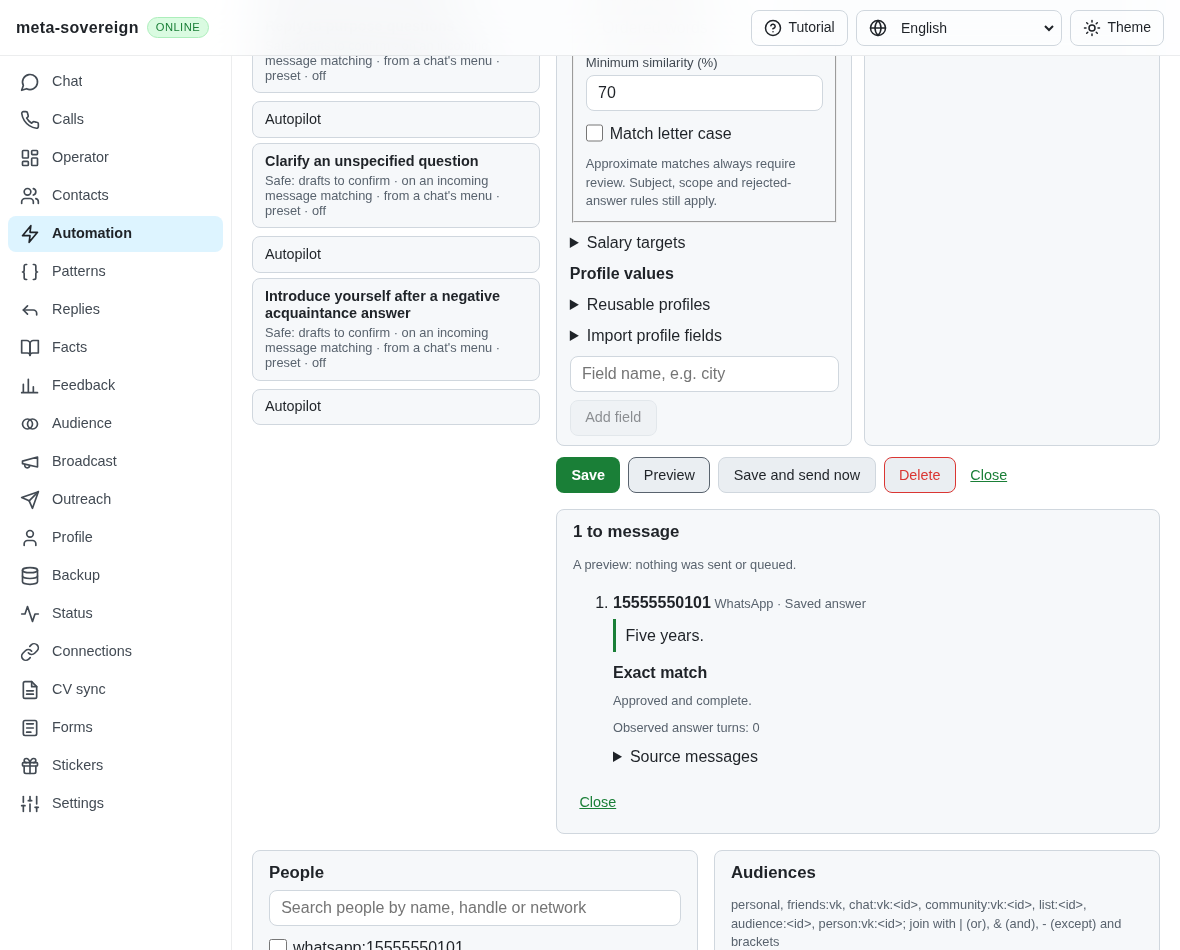 meta-sovereign
ONLINE
Tutorial
English
Theme
Chat
Calls
Operator
Contacts
Automation
Patterns
Replies
Facts
Feedback
Audience
Broadcast
Outreach
Profile
Backup
Status
Connections
CV sync
Forms
Stickers
Settings
message matching · from a chat's menu ·
preset · off
Autopilot
Clarify an unspecified question
Safe: drafts to confirm · on an incoming
message matching · from a chat's menu ·
preset · off
Autopilot
Introduce yourself after a negative
acquaintance answer
Safe: drafts to confirm · on an incoming
message matching · from a chat's menu ·
preset · off
Autopilot
Minimum similarity (%)
70
Match letter case
Approximate matches always require
review. Subject, scope and rejected-
answer rules still apply.
Salary targets
Profile values
Reusable profiles
Import profile fields
Field name, e.g. city
Add field
Save
Preview
Save and send now
Delete
Close
1 to message
A preview: nothing was sent or queued.
1. 15555550101 WhatsApp · Saved answer
Five years.
Exact match
Approved and complete.
Observed answer turns: 0
Source messages
Close
People
Search people by name, handle or network
whatsapp:15555550101
Audiences
personal, friends:vk, chat:vk:<id>, community:vk:<id>, list:<id>,
audience:<id>, person:vk:<id>; join with | (or), & (and), - (except) and
brackets